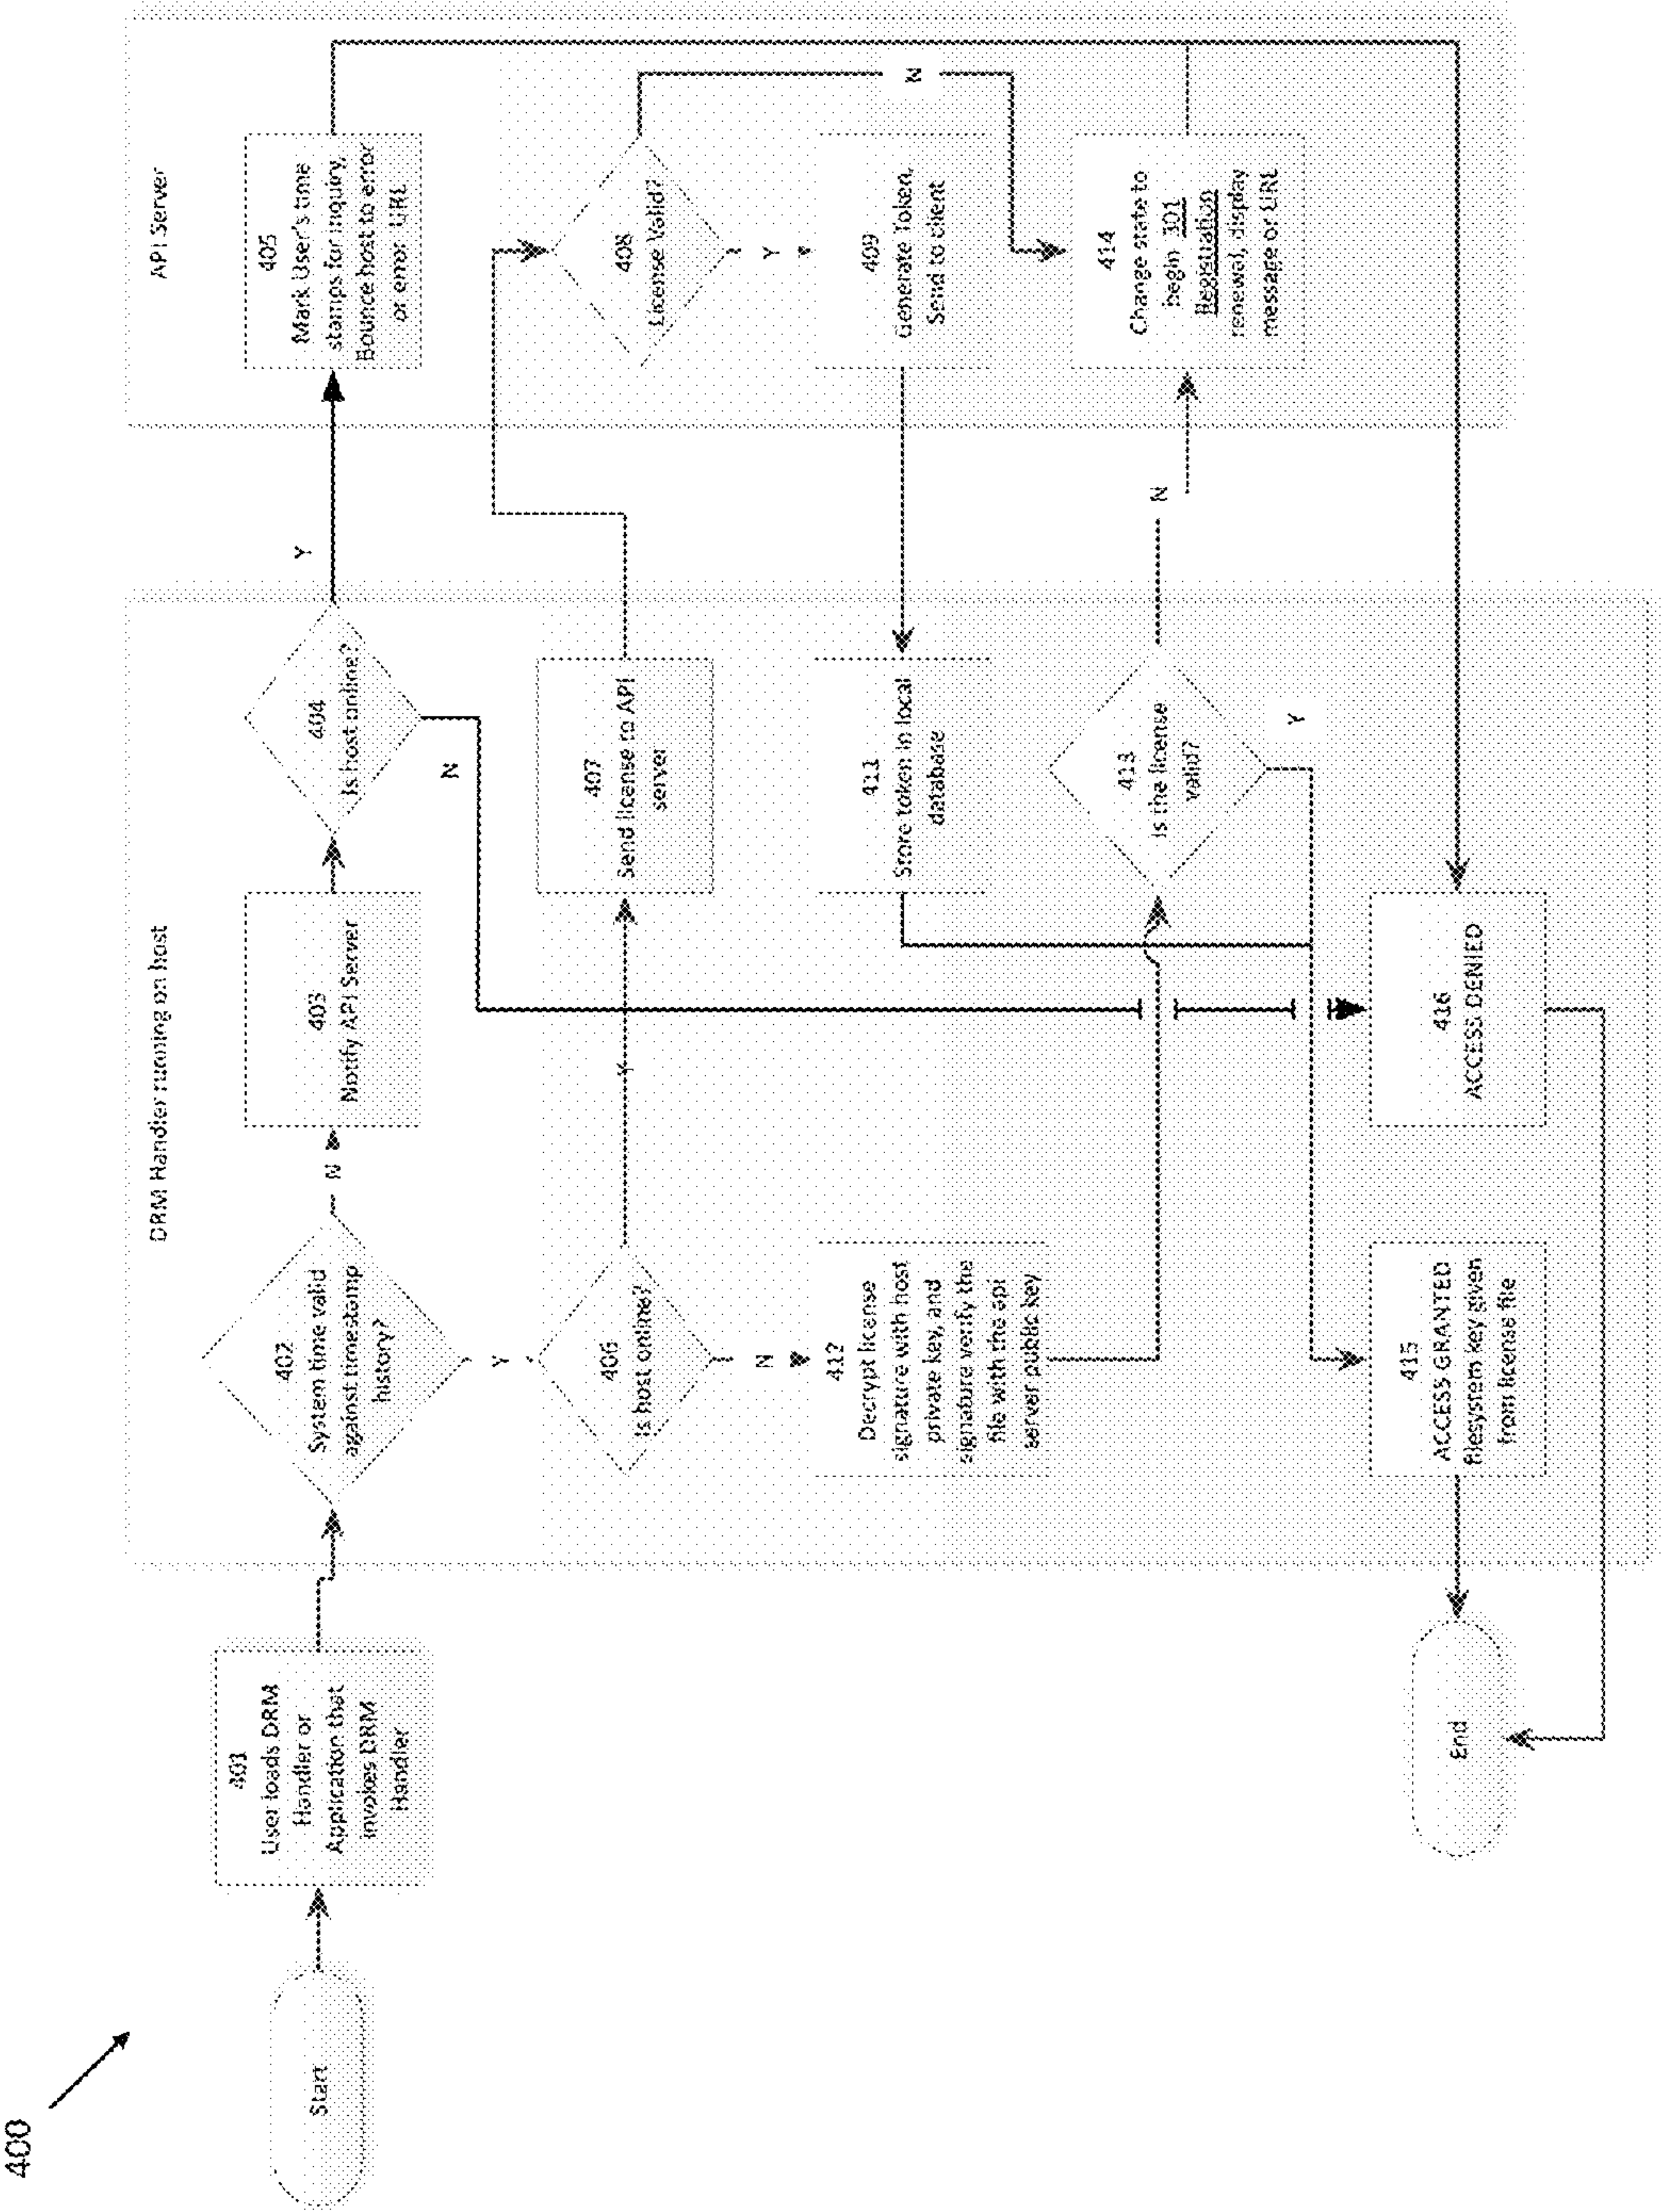 400
Start
401
User loads DRM
Handler or
Application that
invokes DRM
Handler
DRM Handler running on host
402
System time valid
against timestamp
history?
N
403
Notify API Server
404
Is host online?
Y
N
Y
406
Is host online?
Y
407
Send license to API
server
N
412
Decrypt license
signature with host
private key, and
signature verify the
file with the api
server public key
411
Store token in local
database
413
Is the license
valid?
N
Y
415
ACCESS GRANTED
filesystem key given
from license file
416
ACCESS DENIED
End
API Server
405
Mark User's time
stamps for inquiry,
Bounce host to error
or error URL
408
License Valid?
N
Y
409
Generate Token,
Send to client
414
Change state to
begin 301
Registration
renewal, display
message or URL